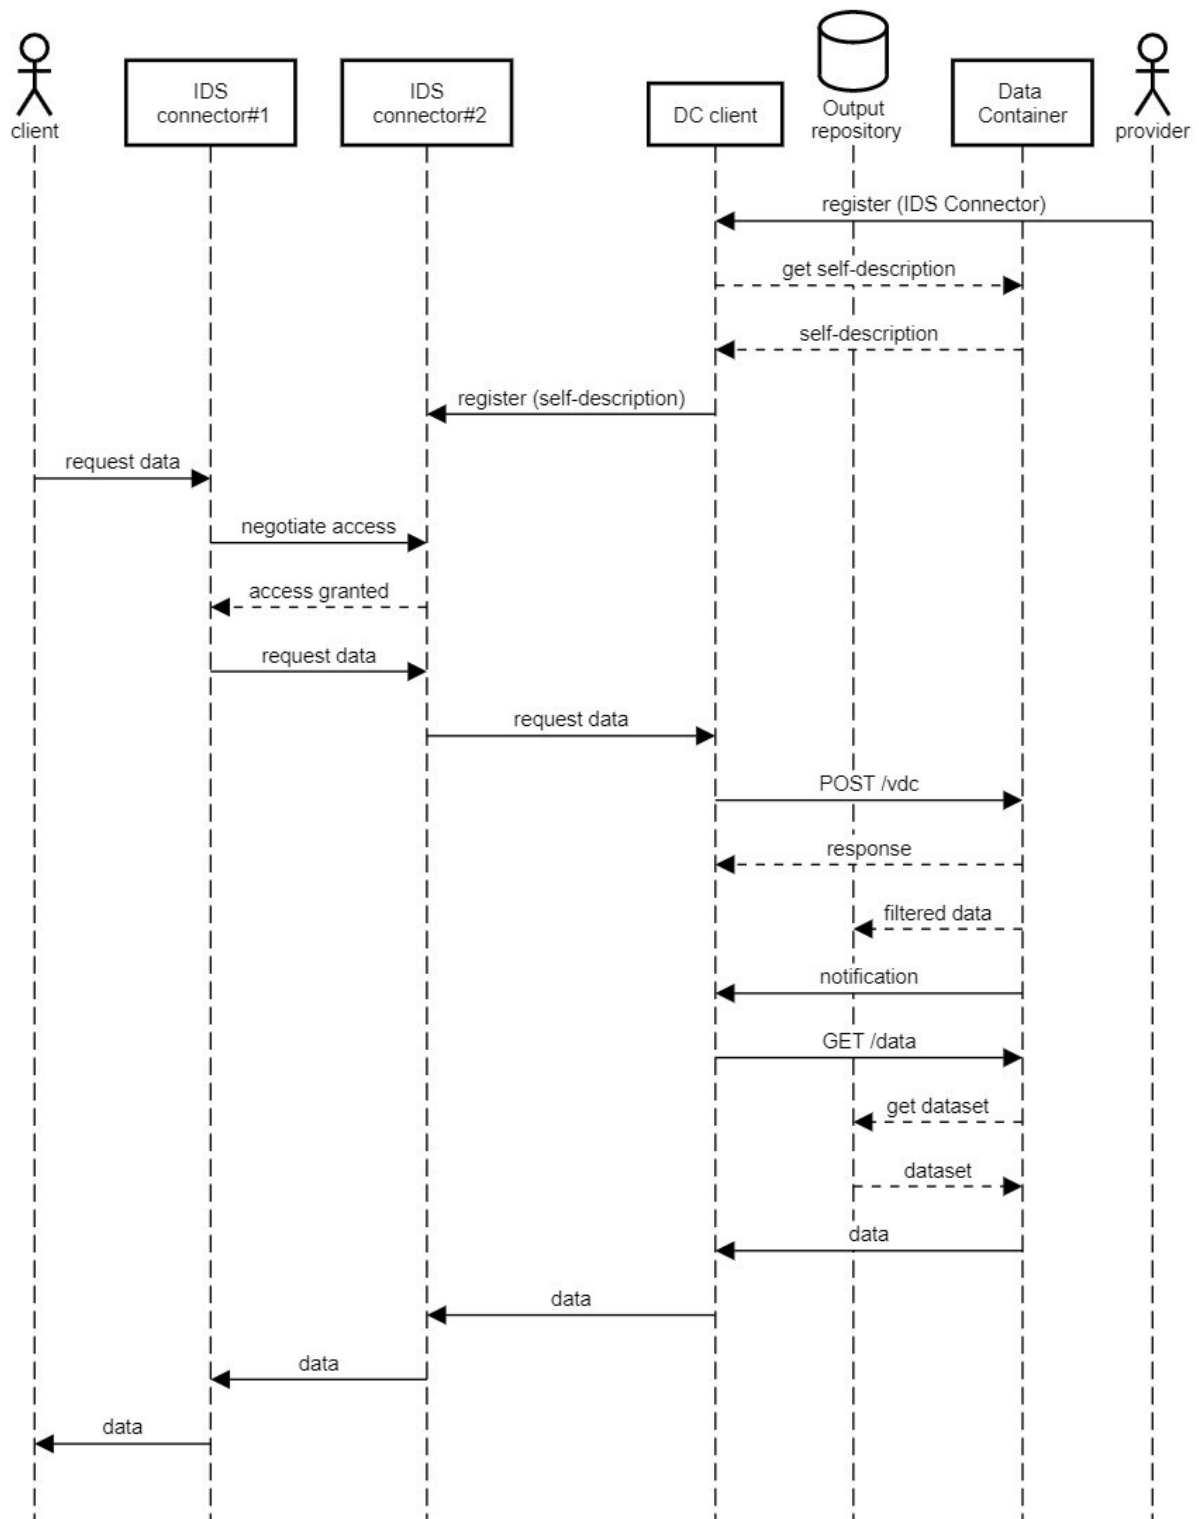 client
IDS
connector#1
IDS
connector#2
DC client
Output
repository
Data
Container
provider
register (IDS Connector)
get self-description
self-description
register (self-description)
request data
negotiate access
access granted
request data
request data
POST /vdc
response
filtered data
notification
GET /data
get dataset
dataset
data
data
data
data